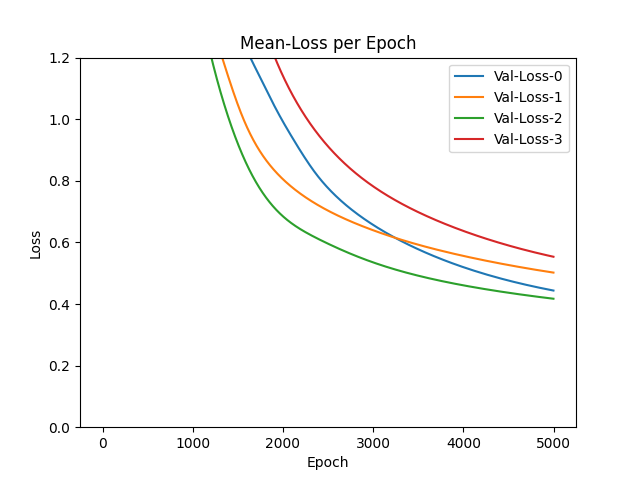 Mean-Loss per Epoch
Val-Loss-0
Val-Loss-1
Val-Loss-2
Val-Loss-3
Loss
1.2
1.0
0.8
0.6
0.4
0.2
0.0
0 1000 2000 3000 4000 5000
Epoch